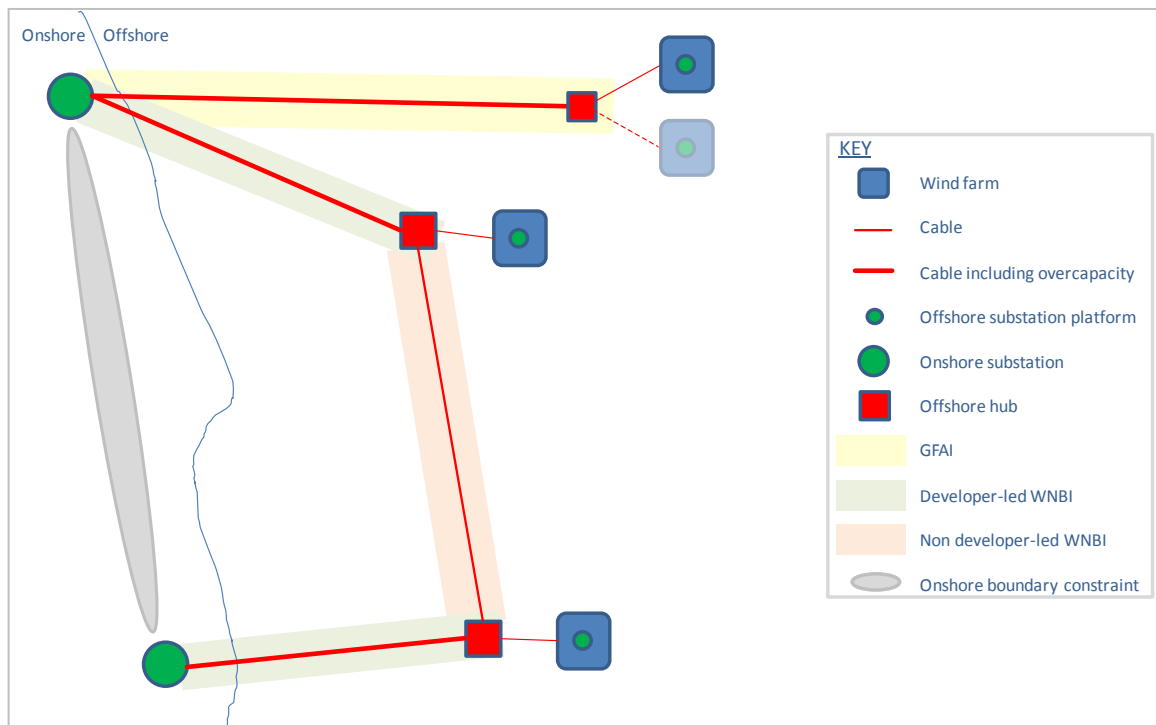 Onshore Offshore
KEY
Wind farm
Cable
Cable including overcapacity
Offshore substation platform
Onshore substation
Offshore hub
GFAI
Developer-led WNBI
Non developer-led WNBI
Onshore boundary constraint